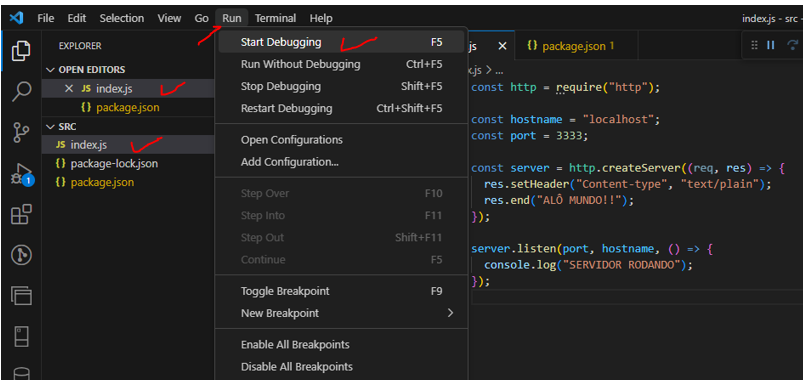 File Edit Selection View Go Run Terminal Help index.js - src -
EXPLORER
OPEN EDITORS
JS index.js
{} package.json
SRC
JS index.js
{} package-lock.json
{} package.json
1
Start Debugging F5
Run Without Debugging Ctrl+F5
Stop Debugging Shift+F5
Restart Debugging Ctrl+Shift+F5
Open Configurations
Add Configuration...
Step Over F10
Step Into F11
Step Out Shift+F11
Continue F5
Toggle Breakpoint F9
New Breakpoint
Enable All Breakpoints
Disable All Breakpoints
js {} package.json 1
x.js > ...
const http = require("http");
const hostname = "localhost";
const port = 3333;
const server = http.createServer((req, res) => {
res.setHeader("Content-type", "text/plain");
res.end("ALÔ MUNDO!!");
});
server.listen(port, hostname, () => {
console.log("SERVIDOR RODANDO");
});